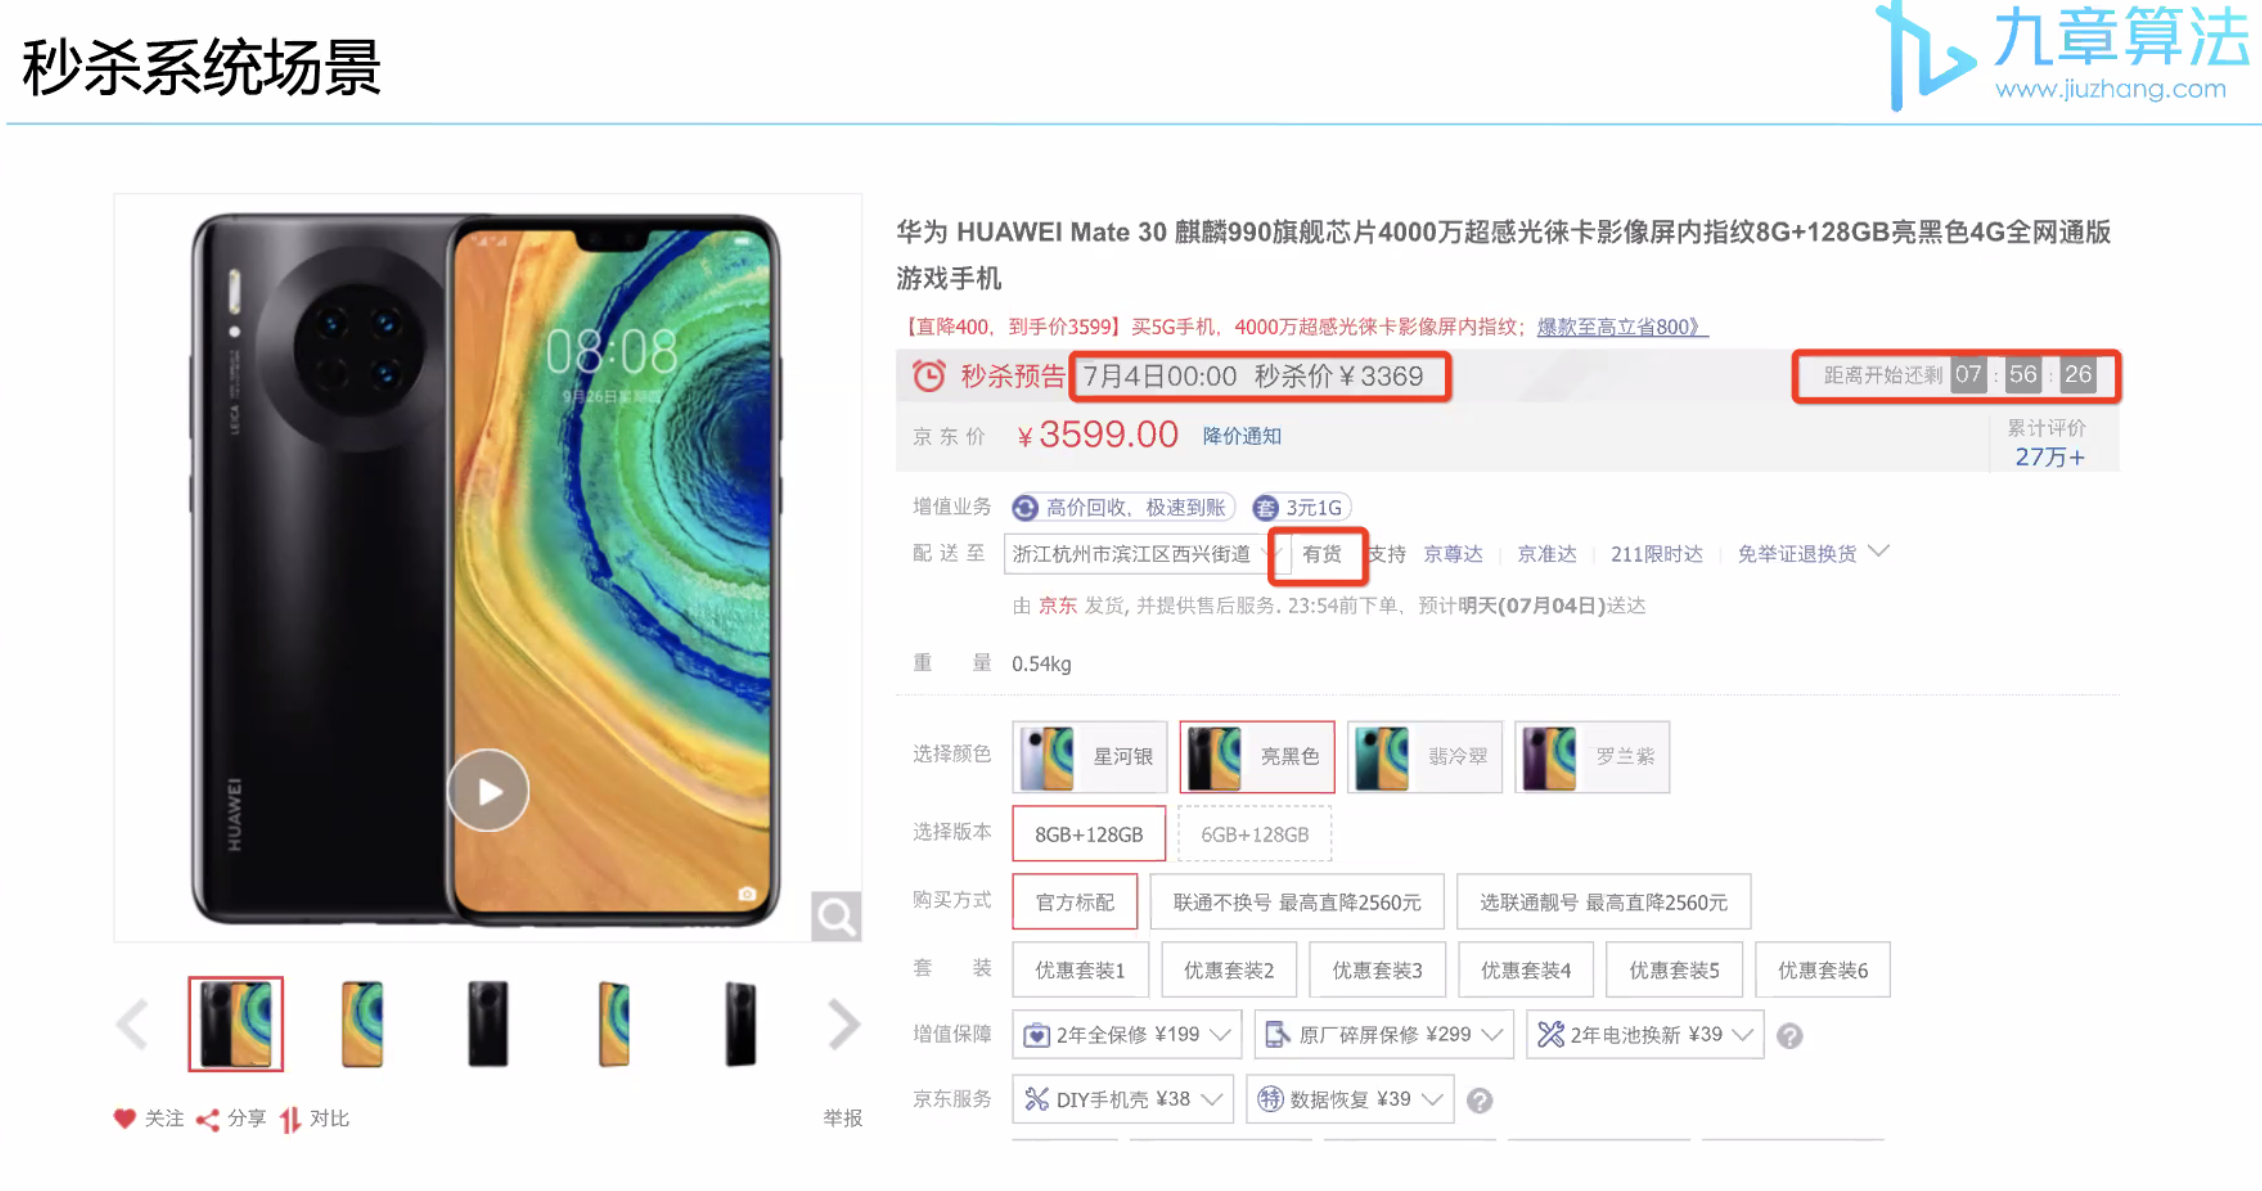 秒杀系统场景
九章算法
www.jiuzhang.com
华为 HUAWEI Mate 30 麒麟990旗舰芯片4000万超感光徕卡影像屏内指纹8G+128GB亮黑色4G全网通版
游戏手机
【直降400，到手价3599】买5G手机，4000万超感光徕卡影像屏内指纹；爆款至高立省800》
秒杀预告 7月4日00:00 秒杀价¥3369 距离开始还剩 07 : 56 : 26
京东价 ¥3599.00 降价通知
累计评价
27万+
增值业务 高价回收，极速到账 套 3元1G
配送至 浙江杭州市滨江区西兴街道 有货 支持 京尊达 京准达 211限时达 免举证退换货
由 京东 发货, 并提供售后服务. 23:54前下单，预计明天(07月04日)送达
重量 0.54kg
选择颜色 星河银 亮黑色 翡冷翠 罗兰紫
选择版本 8GB+128GB 6GB+128GB
购买方式 官方标配 联通不换号 最高直降2560元 选联通靓号 最高直降2560元
套装 优惠套装1 优惠套装2 优惠套装3 优惠套装4 优惠套装5 优惠套装6
增值保障 2年全保修 ¥199 原厂碎屏保修 ¥299 2年电池换新 ¥39 ?
京东服务 DIY手机壳 ¥38 特 数据恢复 ¥39 ?
08:08
9月26日星期四
LEICA
HUAWEI
关注 分享 对比 举报